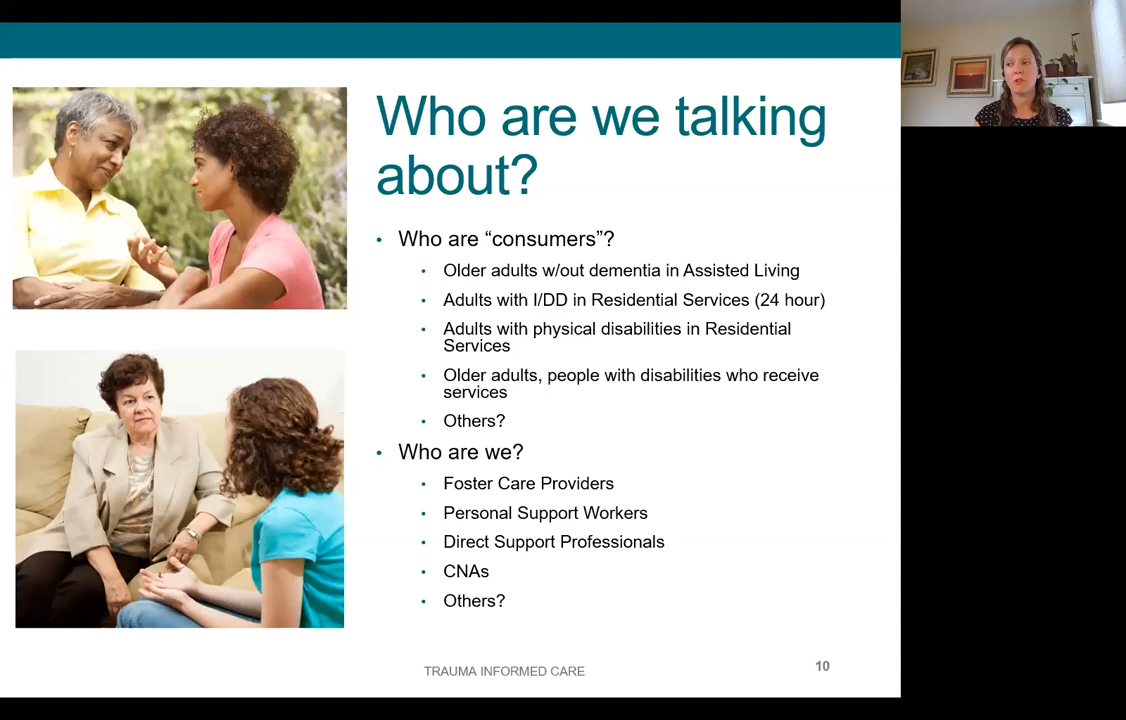 Who are we talking
about?
• Who are “consumers”?
• Older adults w/out dementia in Assisted Living
• Adults with I/DD in Residential Services (24 hour)
• Adults with physical disabilities in Residential
Services
• Older adults, people with disabilities who receive
services
• Others?
• Who are we?
• Foster Care Providers
• Personal Support Workers
• Direct Support Professionals
• CNAs
• Others?
TRAUMA INFORMED CARE
10